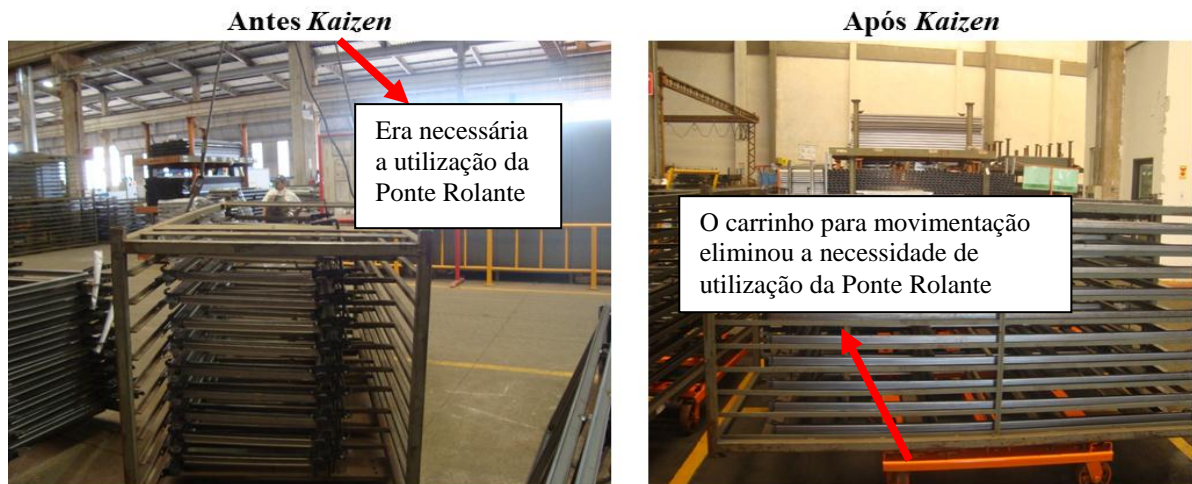 Antes Kaizen
Era necessária
a utilização da
Ponte Rolante
Após Kaizen
O carrinho para movimentação
eliminou a necessidade de
utilização da Ponte Rolante